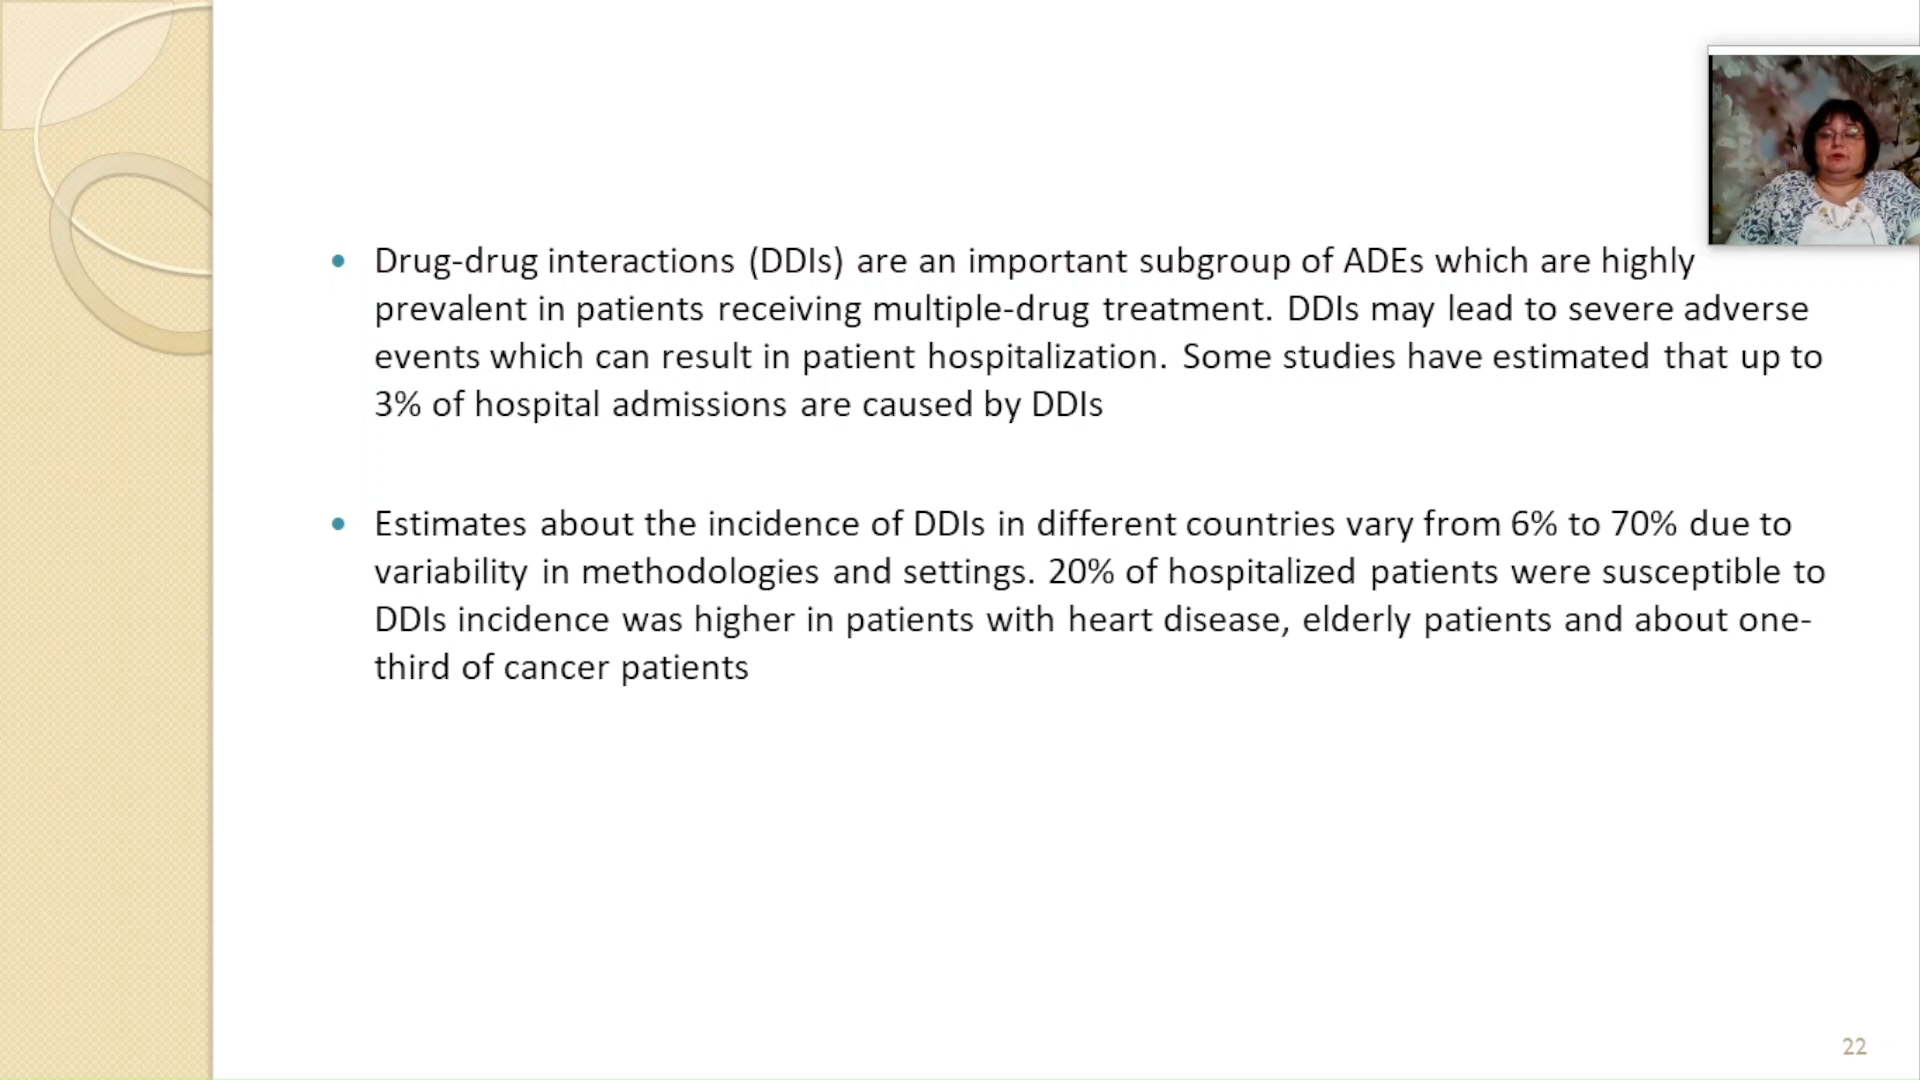 Drug-drug interactions (DDIs) are an important subgroup of ADEs which are highly
prevalent in patients receiving multiple-drug treatment. DDIs may lead to severe adverse
events which can result in patient hospitalization. Some studies have estimated that up to
3% of hospital admissions are caused by DDIs
Estimates about the incidence of DDIs in different countries vary from 6% to 70% due to
variability in methodologies and settings. 20% of hospitalized patients were susceptible to
DDIs incidence was higher in patients with heart disease, elderly patients and about one-
third of cancer patients
22